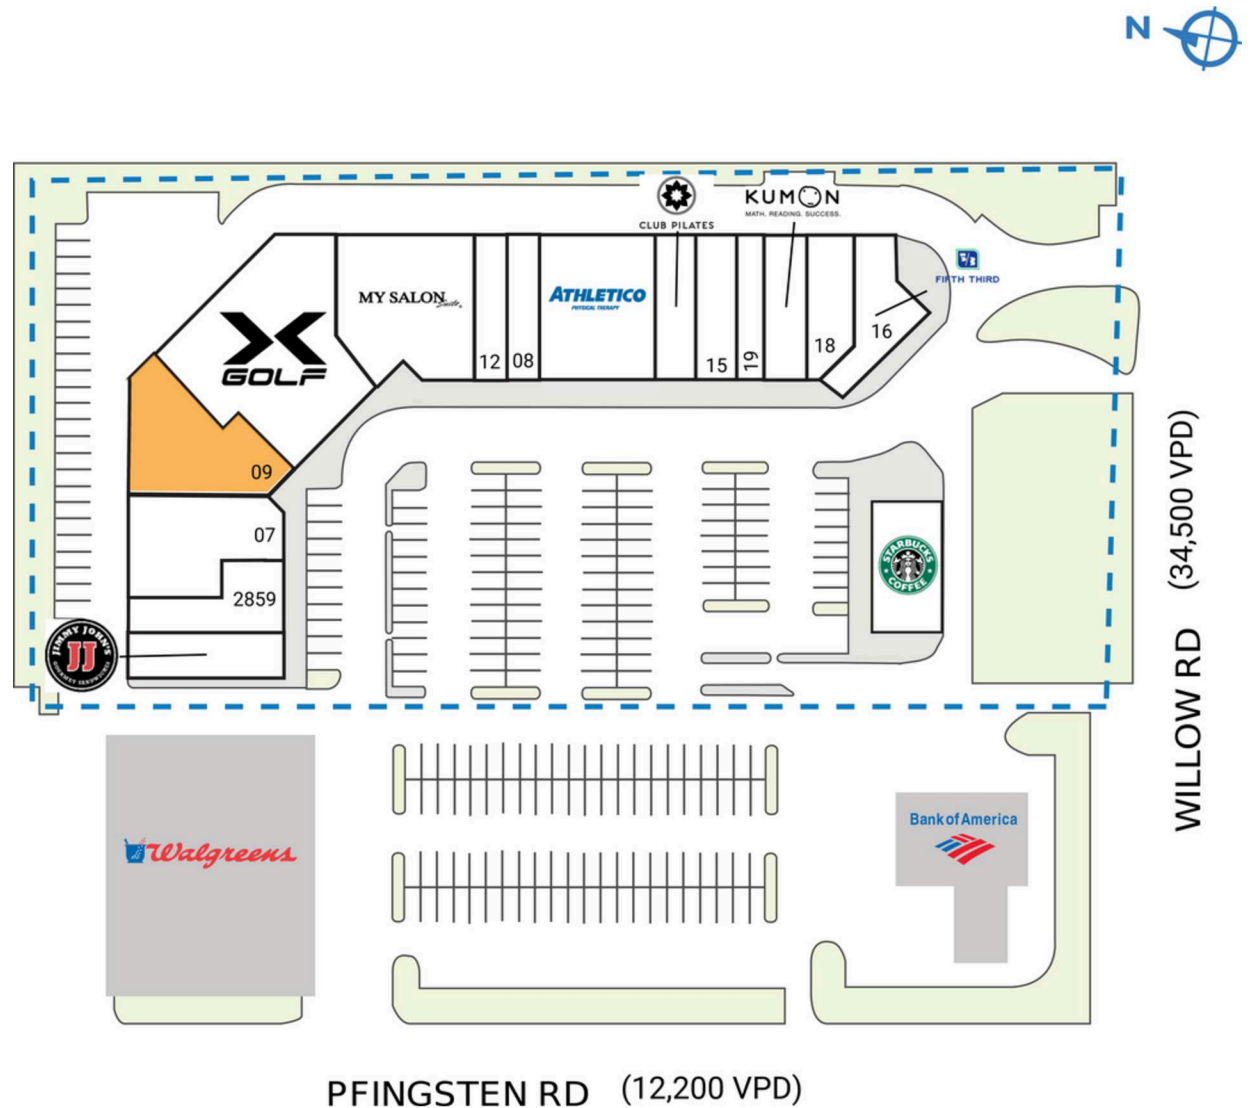 N
CLUB PILATES
KUMON
MATH. READING. SUCCESS.
FIFTH THIRD
MY SALON
Suite
ATHLETICO
PHYSICAL THERAPY
X
GOLF
12
08
15
19
18
16
09
07
2859
JIMMY JOHN'S
JJ
GOURMET SANDWICHES
STARBUCKS
COFFEE
WILLOW RD (34,500 VPD)
Walgreens
Bank of America
PFINGSTEN RD (12,200 VPD)